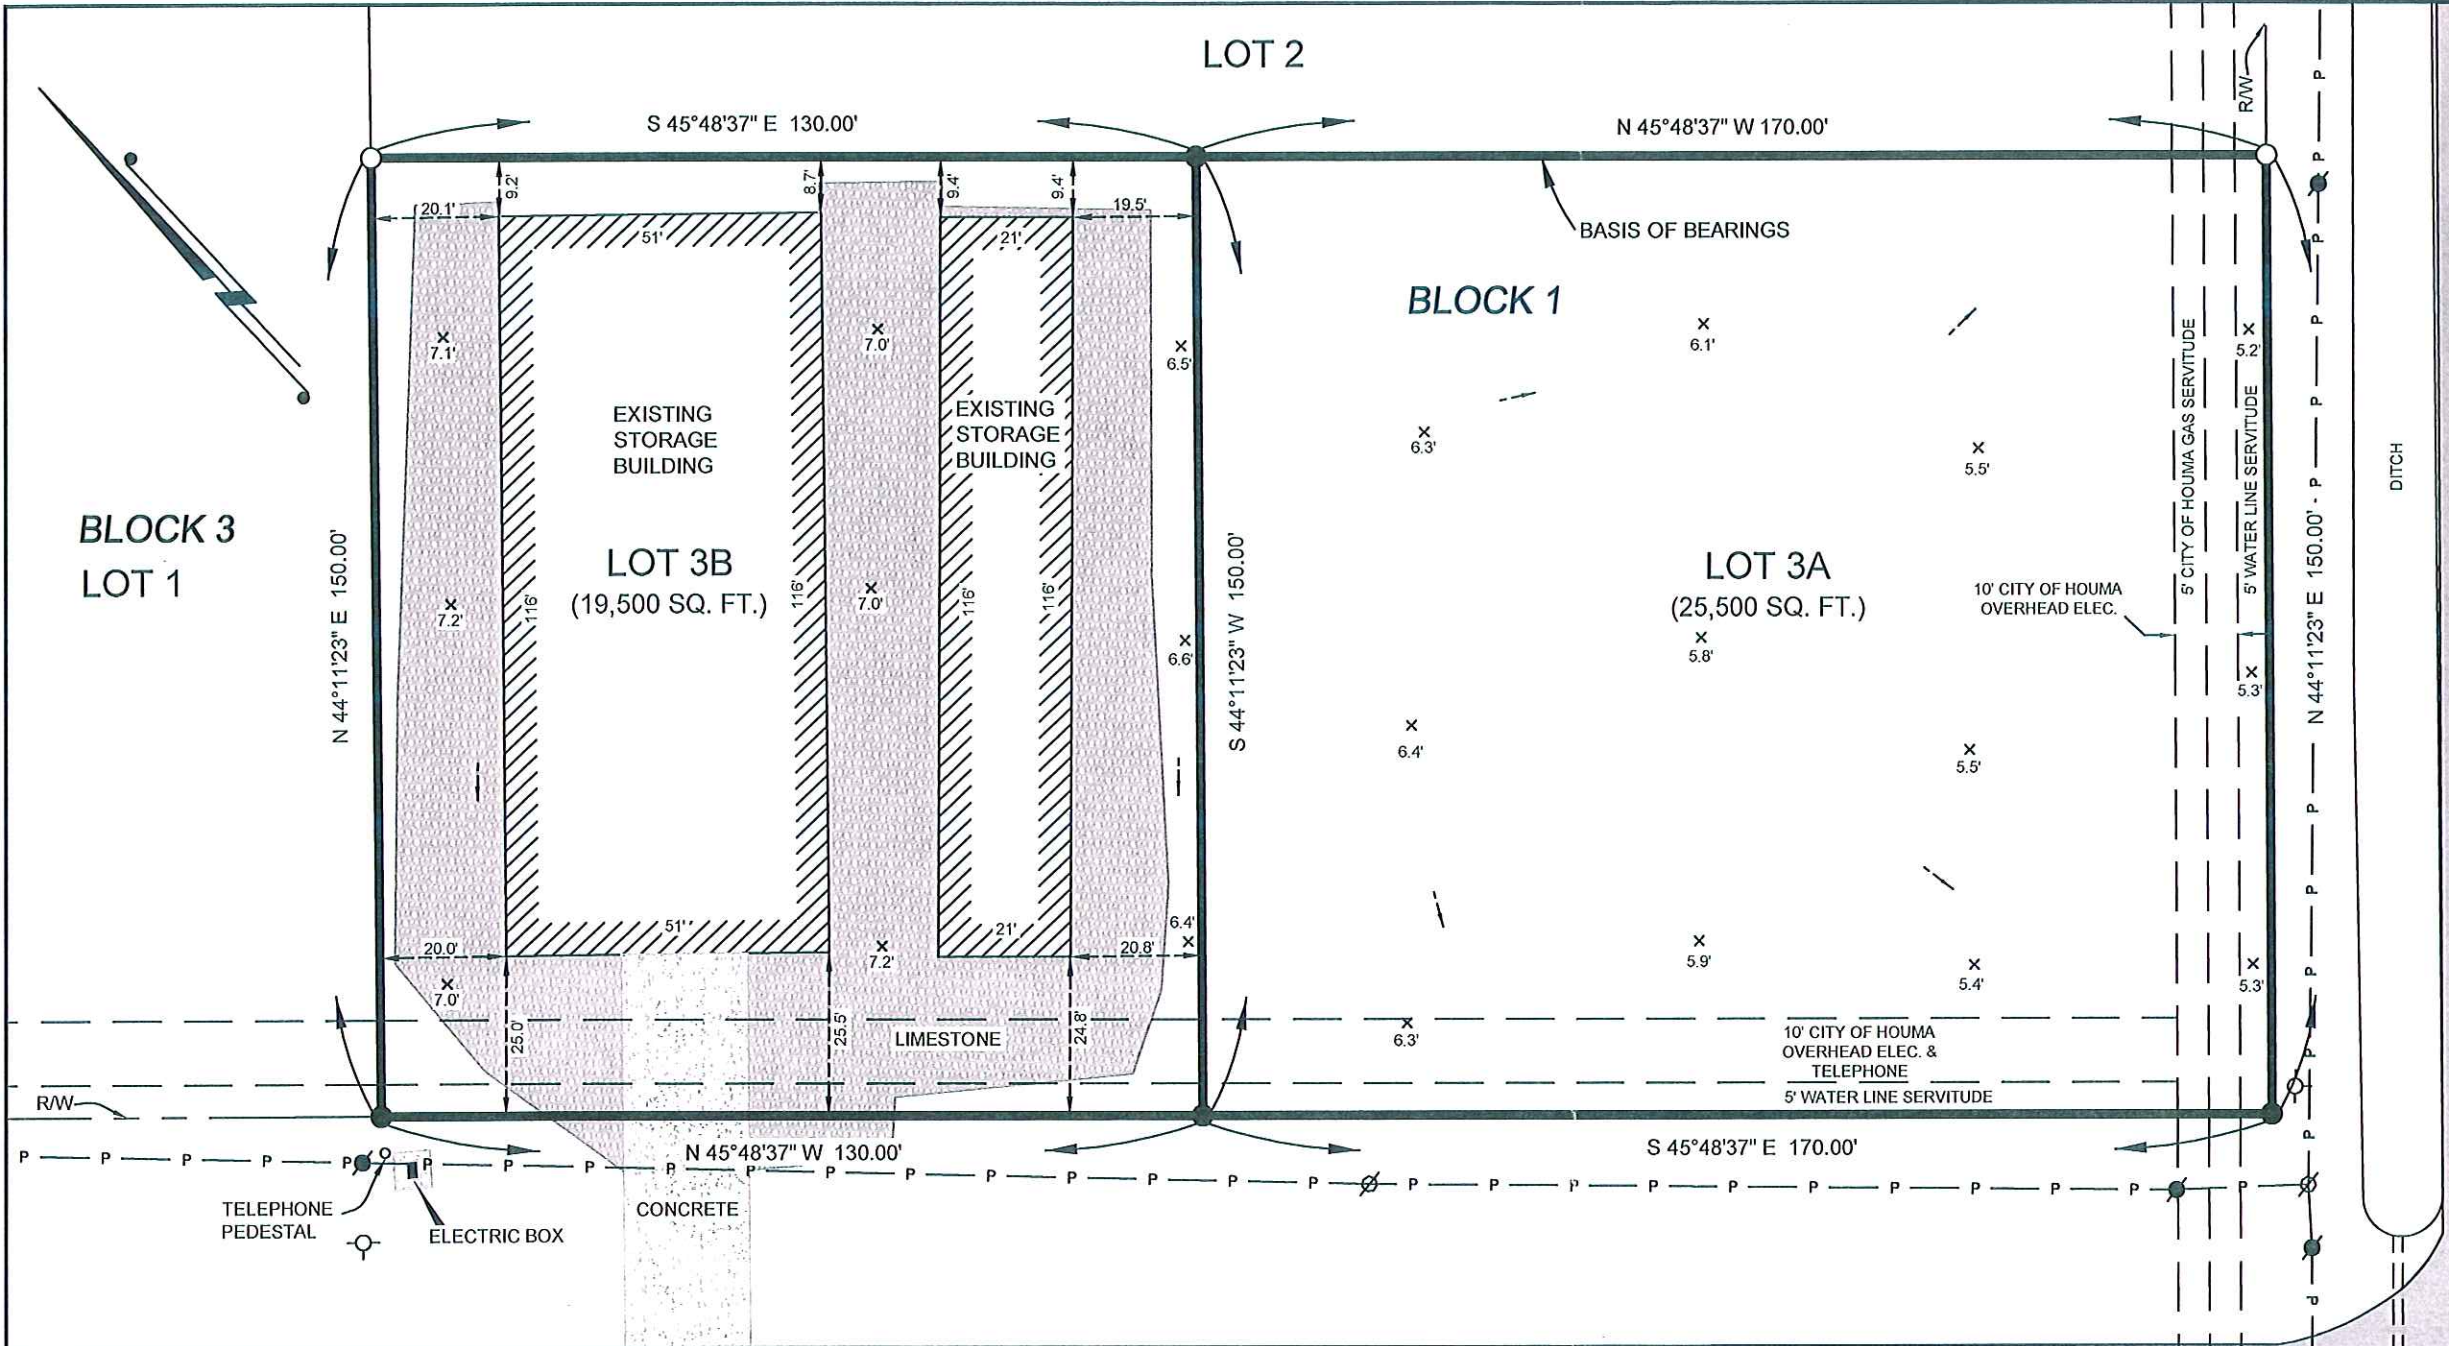 LOT 2
R/W
S 45°48'37" E 130.00'
N 45°48'37" W 170.00'
9.2'
8.7'
9.4'
9.4'
20.1'
19.5'
51'
21'
BASIS OF BEARINGS
BLOCK 1
7.1'
7.0'
6.5'
6.1'
5.2'
EXISTING
STORAGE
BUILDING
EXISTING
STORAGE
BUILDING
6.3'
5.5'
5' CITY OF HOUMA GAS SERVITUDE
5' WATER LINE SERVITUDE
DITCH
BLOCK 3
LOT 1
N 44°11'23" E 150.00'
LOT 3B
(19,500 SQ. FT.)
116'
116'
116'
116'
7.2'
7.0'
6.6'
S 44°11'23" W 150.00'
LOT 3A
(25,500 SQ. FT.)
10' CITY OF HOUMA
OVERHEAD ELEC.
5.8'
5.3'
N 44°11'23" E 150.00'
6.4'
5.5'
51'
21'
6.4'
20.0'
20.8'
7.2'
7.0'
5.9'
5.4'
5.3'
25.0'
25.5'
24.8'
LIMESTONE
6.3'
10' CITY OF HOUMA
OVERHEAD ELEC. &
TELEPHONE
5' WATER LINE SERVITUDE
R/W
N 45°48'37" W 130.00'
S 45°48'37" E 170.00'
P P P P P P P P P P P P P P P P P P P P P P P P P P P P
TELEPHONE
PEDESTAL
ELECTRIC BOX
CONCRETE
P P P P P P P P P P P P P P